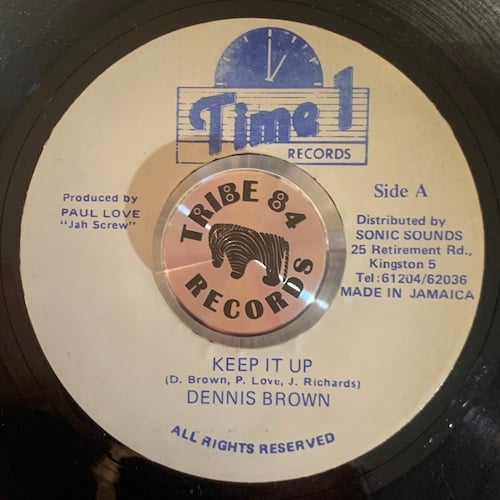 Time 1
RECORDS
Produced by
PAUL LOVE
"Jah Screw"
Side A
Distributed by
SONIC SOUNDS
25 Retirement Rd.,
Kingston 5
Tel:61204/62036
MADE IN JAMAICA
TRIBE 84
RECORDS
KEEP IT UP
(D. Brown, P. Love, J. Richards)
DENNIS BROWN
ALL RIGHTS RESERVED